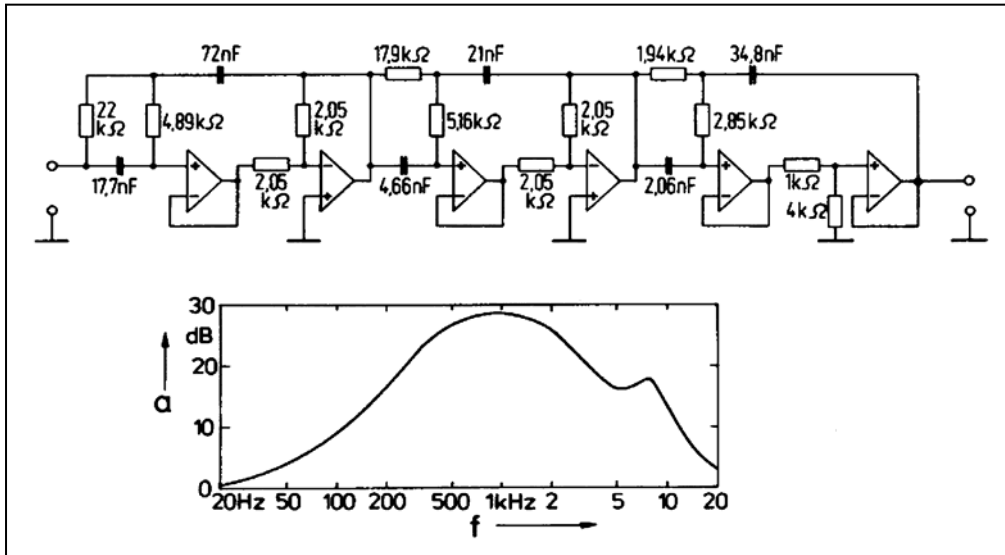 72nF 17,9kΩ 21nF 1,94kΩ 34,8nF
22 kΩ
4,89kΩ
2,05 kΩ
5,16kΩ
2,05 kΩ
2,85kΩ
+ − − + + − − + + − + −
17,7nF
2,05 kΩ
4,66nF
2,05 kΩ
2,06nF
1kΩ
4kΩ
30
dB
20
a
10
0
20Hz 50 100 200 500 1kHz 2 5 10 20
f